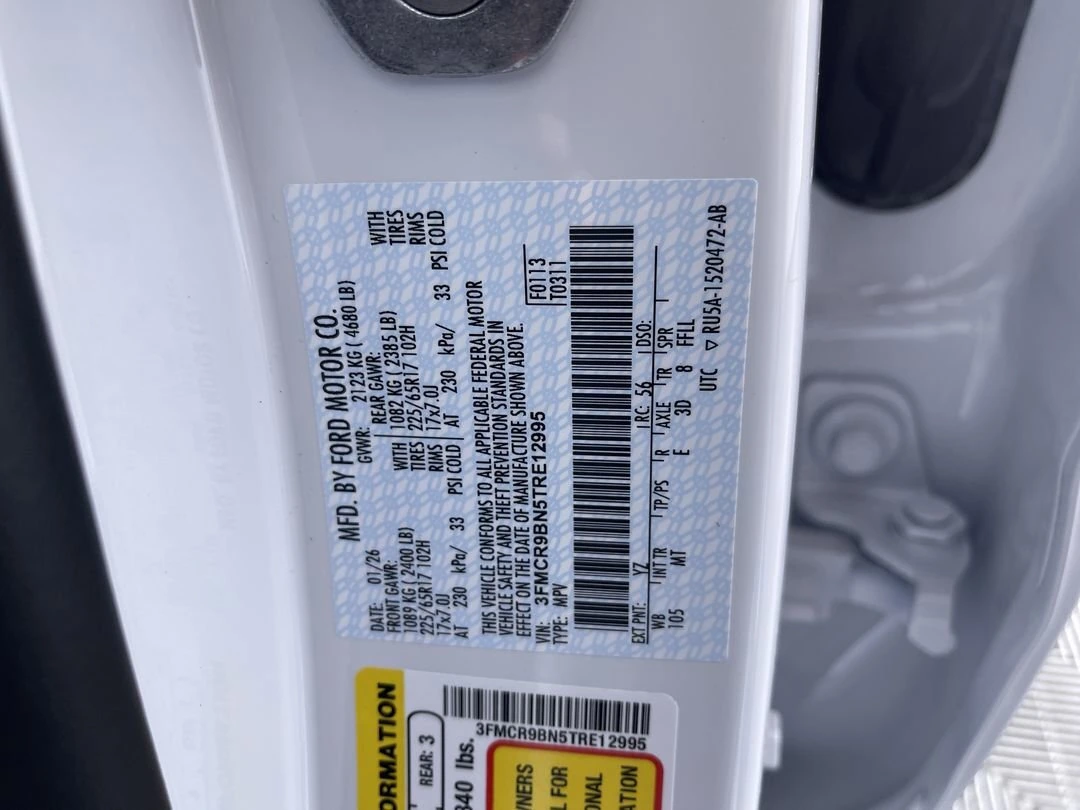 MFD. BY FORD MOTOR CO.
DATE: 01/26 GVWR: 2123 KG ( 4680 LB)
FRONT GAWR: REAR GAWR:
1089 KG ( 2400 LB) WITH 1082 KG ( 2385 LB) WITH
225/65R17 102H TIRES 225/65R17 102H TIRES
17x7.0J RIMS 17x7.0J RIMS
AT 230 kPa/ 33 PSI COLD AT 230 kPa/ 33 PSI COLD
THIS VEHICLE CONFORMS TO ALL APPLICABLE FEDERAL MOTOR
VEHICLE SAFETY AND THEFT PREVENTION STANDARDS IN
EFFECT ON THE DATE OF MANUFACTURE SHOWN ABOVE.
VIN: 3FMCR9BN5TRE12995 F0113
TYPE: MPV T0311
EXT PNT: YZ RC: 56 DSO:
WB INT TR TP/PS R AXLE TR SPR
105 MT E 3D 8 FFLL
UTC ▽ RU5A-1520472-AB
ORMATION
REAR: 3
340 lbs.
3FMCR9BN5TRE12995
WNERS
L FOR
ONAL
ATION